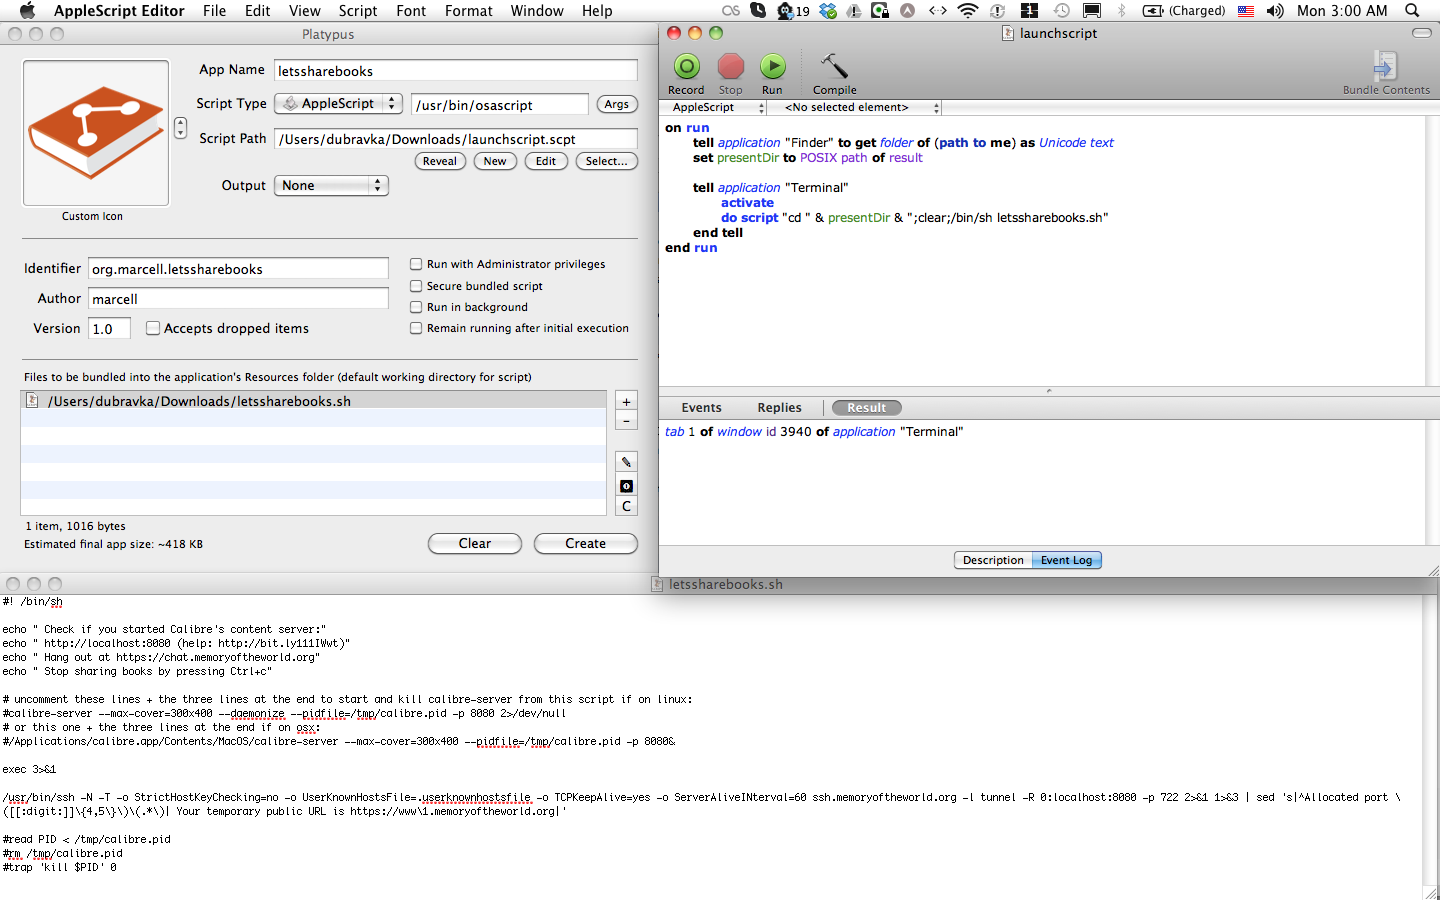 AppleScript Editor File Edit View Script Font Format Window Help
19
1
(Charged)
Mon 3:00 AM
Platypus
App Name letssharebooks
Script Type AppleScript /usr/bin/osascript Args
Script Path /Users/dubravka/Downloads/launchscript.scpt
Reveal New Edit Select...
Output None
Custom Icon
Identifier org.marcell.letssharebooks
Author marcell
Version 1.0 Accepts dropped items
Run with Administrator privileges
Secure bundled script
Run in background
Remain running after initial execution
Files to be bundled into the application's Resources folder (default working directory for script)
/Users/dubravka/Downloads/letssharebooks.sh
+
-
C
1 item, 1016 bytes
Estimated final app size: ~418 KB
Clear Create
launchscript
Record Stop Run Compile Bundle Contents
AppleScript <No selected element>
on run
tell application "Finder" to get folder of (path to me) as Unicode text
set presentDir to POSIX path of result
tell application "Terminal"
activate
do script "cd " & presentDir & ";clear;/bin/sh letssharebooks.sh"
end tell
end run
Events Replies Result
tab 1 of window id 3940 of application "Terminal"
Description Event Log
letssharebooks.sh
#! /bin/sh
echo " Check if you started Calibre's content server:"
echo " http://localhost:8080 (help: http://bit.ly111IWwt)"
echo " Hang out at https://chat.memoryoftheworld.org"
echo " Stop sharing books by pressing Ctrl+c"
# uncomment these lines + the three lines at the end to start and kill calibre-server from this script if on linux:
#calibre-server --max-cover=300x400 --daemonize --pidfile=/tmp/calibre.pid -p 8080 2>/dev/null
# or this one + the three lines at the end if on osx:
#/Applications/calibre.app/Contents/MacOS/calibre-server --max-cover=300x400 --pidfile=/tmp/calibre.pid -p 8080&
exec 3>&1
/usr/bin/ssh -N -T -o StrictHostKeyChecking=no -o UserKnownHostsFile=.userknownhostsfile -o TCPKeepAlive=yes -o ServerAliveINterval=60 ssh.memoryoftheworld.org -l tunnel -R 0:localhost:8080 -p 722 2>&1 1>&3 | sed 's|^Allocated port \
([[:digit:]]\{4,5\}\)\(.*\)| Your temporary public URL is https://www\1.memoryoftheworld.org|'
#read PID < /tmp/calibre.pid
#rm /tmp/calibre.pid
#trap 'kill $PID' 0